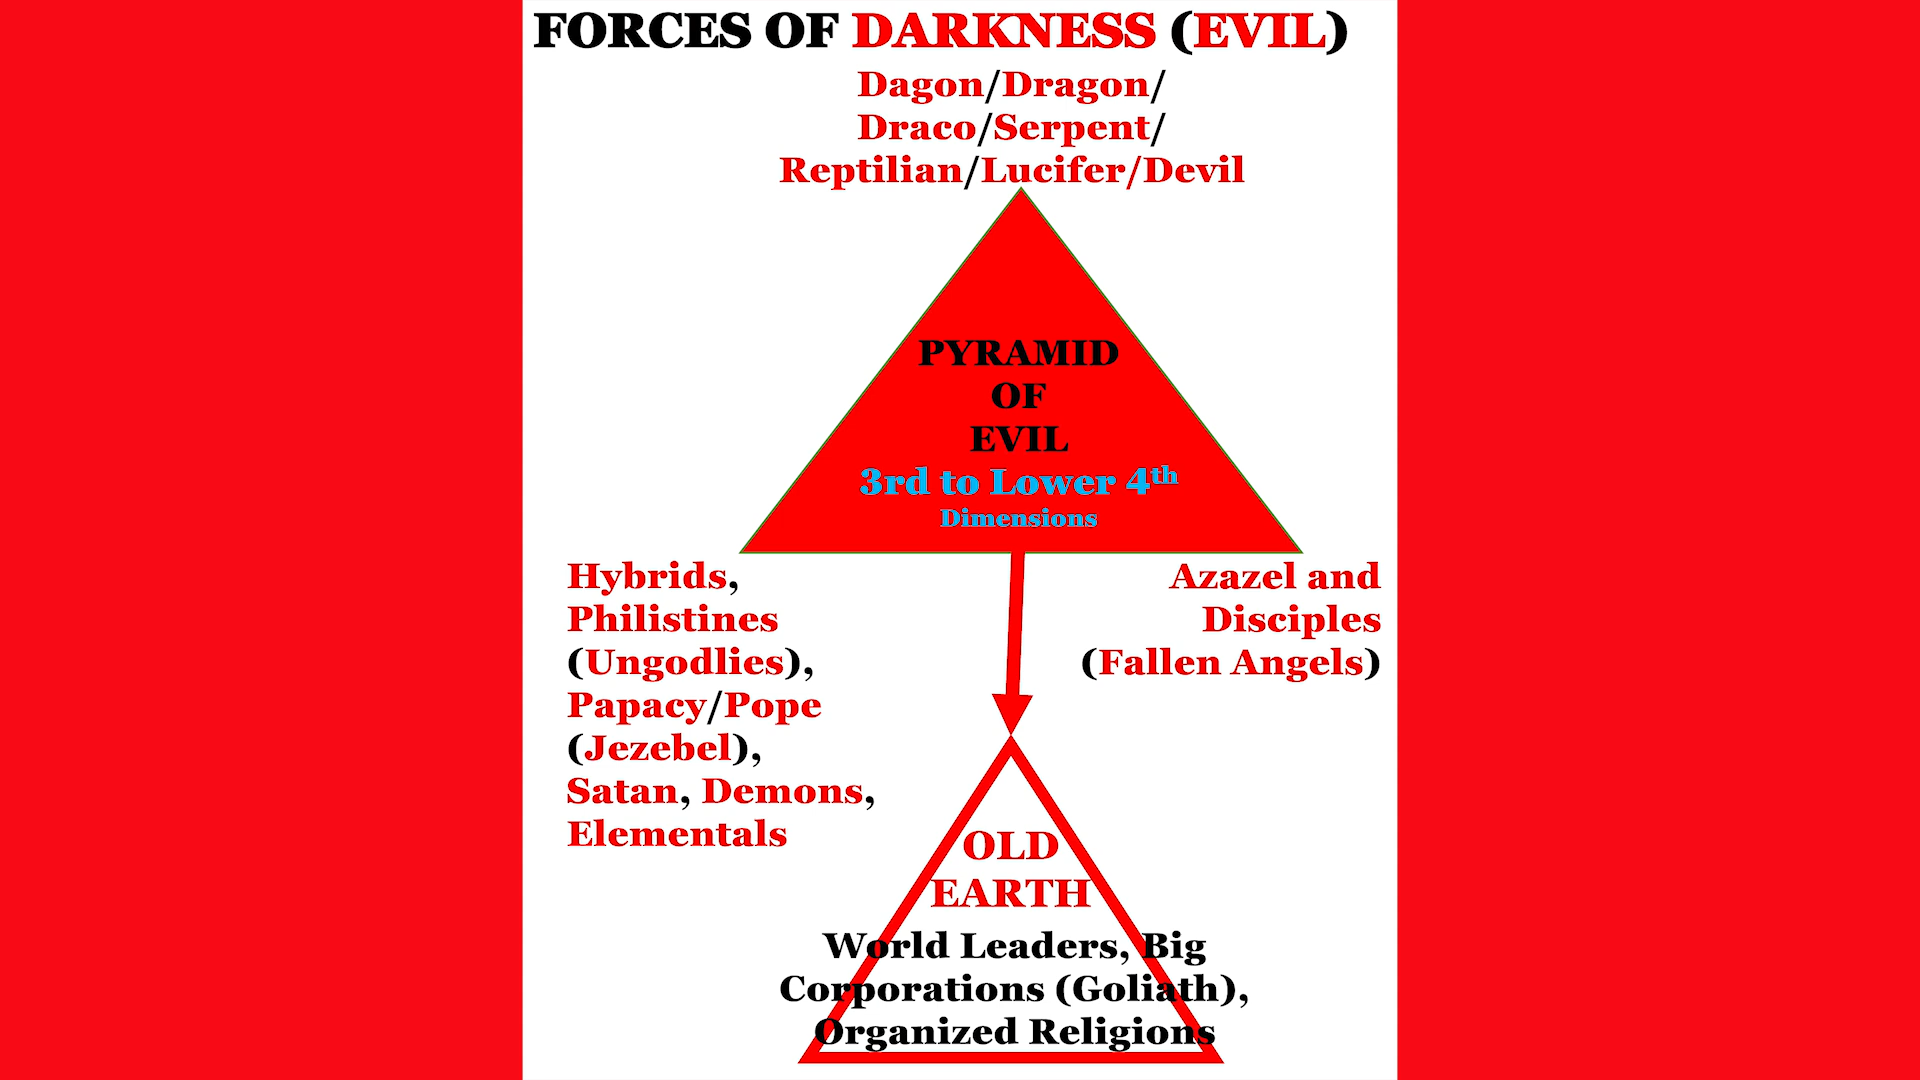 FORCES OF DARKNESS (EVIL)
Dagon/Dragon/
Draco/Serpent/
Reptilian/Lucifer/Devil
PYRAMID
OF
EVIL
3rd to Lower 4th
Dimensions
Hybrids,
Philistines
(Ungodlies),
Papacy/Pope
(Jezebel),
Satan, Demons,
Elementals
Azazel and
Disciples
(Fallen Angels)
OLD
EARTH
World Leaders, Big
Corporations (Goliath),
Organized Religions